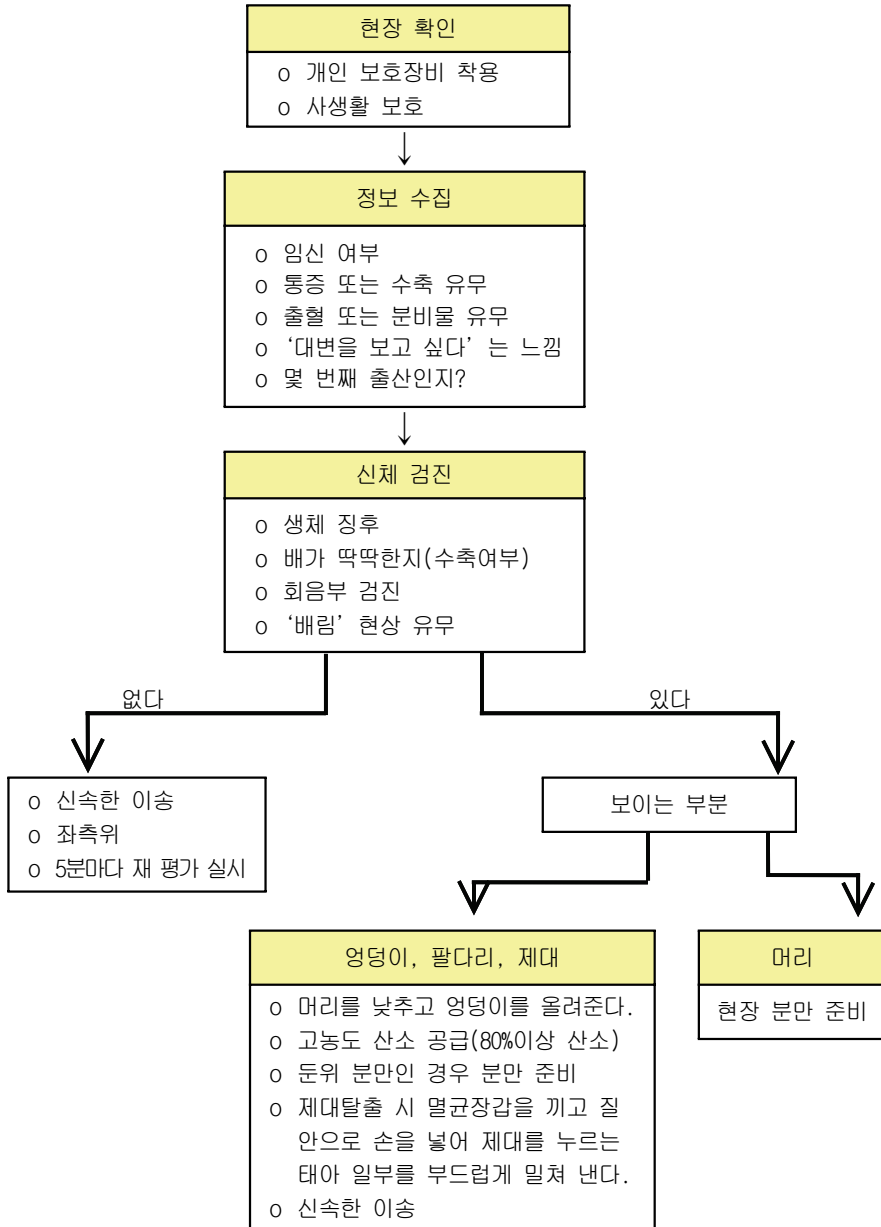 현장 확인
o 개인 보호장비 착용
o 사생활 보호
정보 수집
o 임신 여부
o 통증 또는 수축 유무
o 출혈 또는 분비물 유무
o ‘대변을 보고 싶다’ 는 느낌
o 몇 번째 출산인지?
신체 검진
o 생체 징후
o 배가 딱딱한지(수축여부)
o 회음부 검진
o ‘배림’ 현상 유무
없다
있다
o 신속한 이송
o 좌측위
o 5분마다 재 평가 실시
보이는 부분
엉덩이, 팔다리, 제대
o 머리를 낮추고 엉덩이를 올려준다.
o 고농도 산소 공급(80%이상 산소)
o 둔위 분만인 경우 분만 준비
o 제대탈출 시 멸균장갑을 끼고 질
안으로 손을 넣어 제대를 누르는
태아 일부를 부드럽게 밀쳐 낸다.
o 신속한 이송
머리
현장 분만 준비